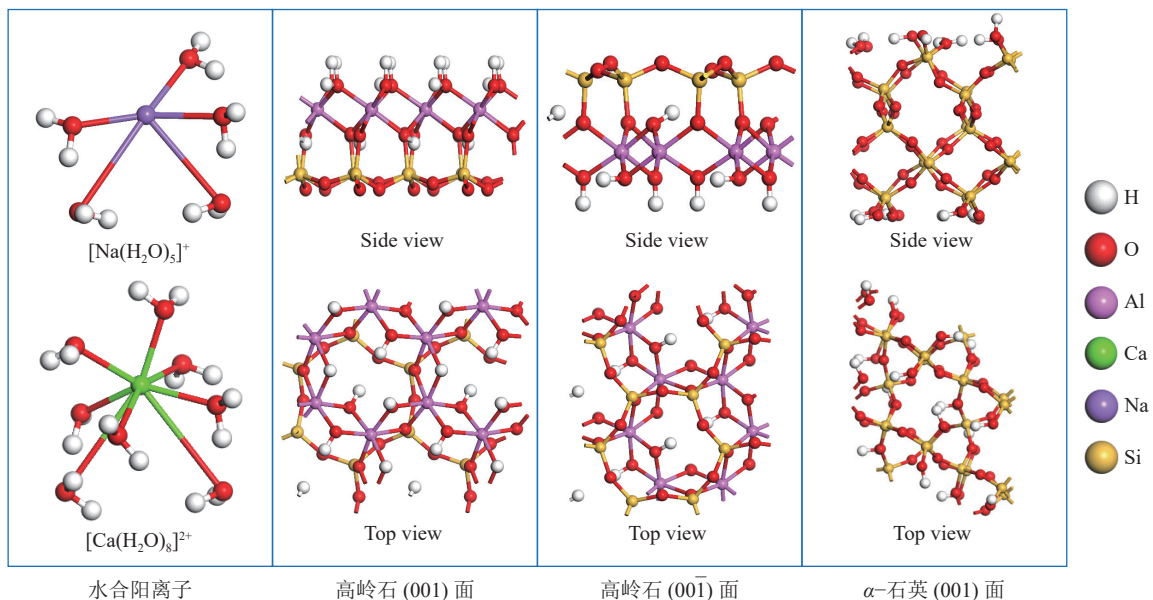 [Na(H₂O)₅]⁺
Side view
Side view
Side view
[Ca(H₂O)₈]²⁺
Top view
Top view
Top view
H
O
Al
Ca
Na
Si
水合阳离子
高岭石 (001) 面
高岭石 (001̄) 面
α−石英 (001) 面